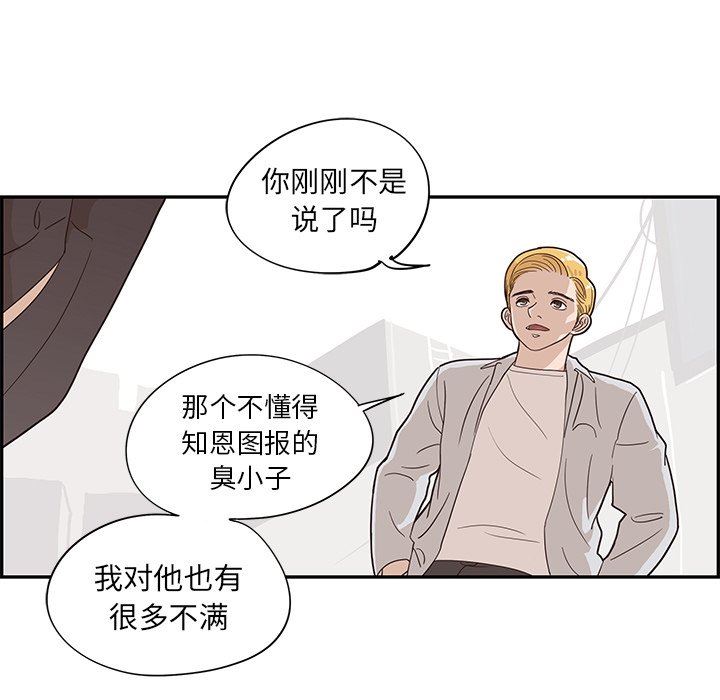 你刚刚不是
说了吗
那个不懂得
知恩图报的
臭小子
我对他也有
很多不满